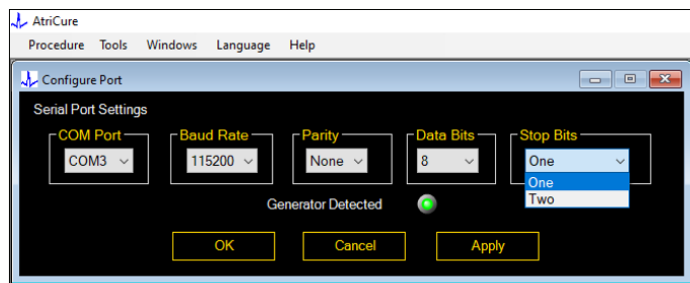 AtriCure
Procedure Tools Windows Language Help
Configure Port
Serial Port Settings
COM Port Baud Rate Parity Data Bits Stop Bits
COM3 115200 None 8 One
One
Two
Generator Detected
OK Cancel Apply